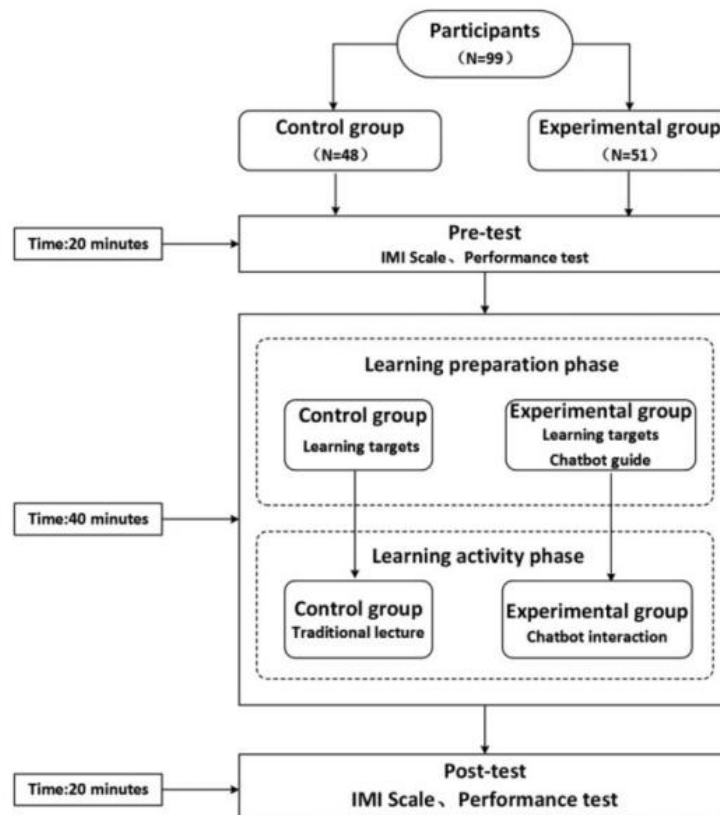 Participants
（N=99）
Control group
（N=48）
Experimental group
（N=51）
Time:20 minutes
Pre-test
IMI Scale、Performance test
Learning preparation phase
Control group
Learning targets
Experimental group
Learning targets
Chatbot guide
Time:40 minutes
Learning activity phase
Control group
Traditional lecture
Experimental group
Chatbot interaction
Time:20 minutes
Post-test
IMI Scale、Performance test